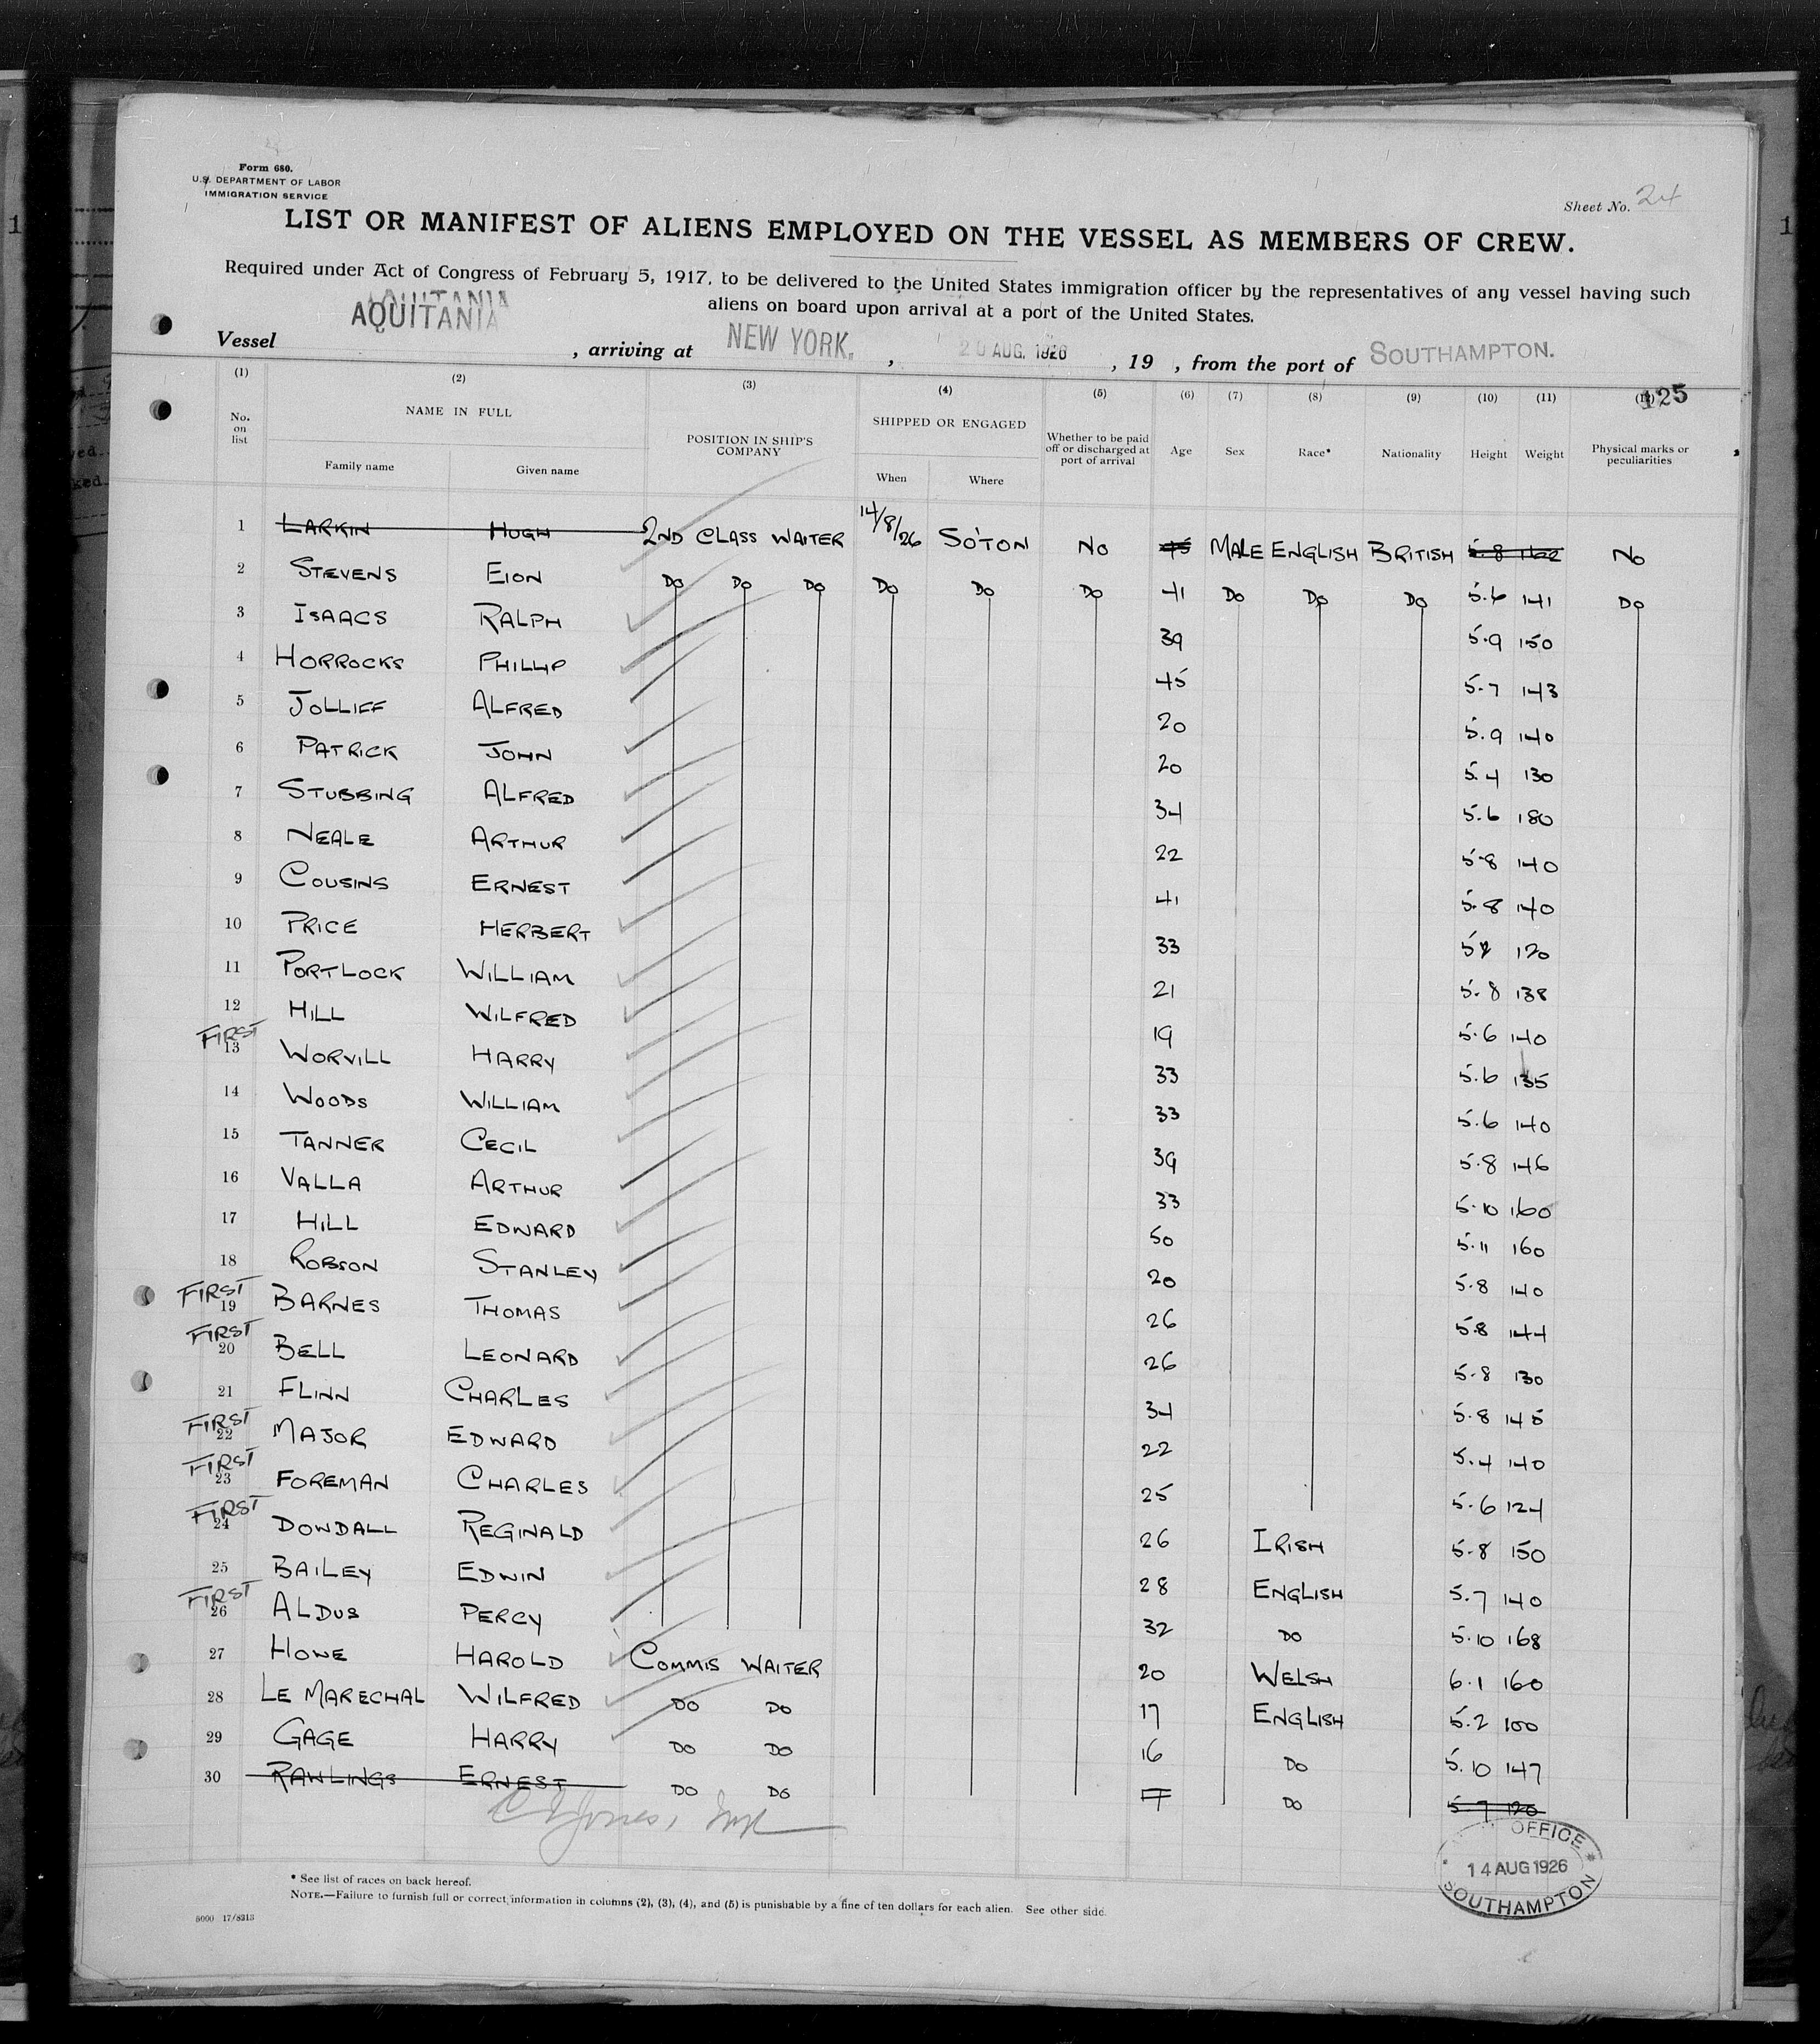 Form 680.
U.S. DEPARTMENT OF LABOR
IMMIGRATION SERVICE
Sheet No. 24
LIST OR MANIFEST OF ALIENS EMPLOYED ON THE VESSEL AS MEMBERS OF CREW.
Required under Act of Congress of February 5, 1917, to be delivered to the United States immigration officer by the representatives of any vessel having such
aliens on board upon arrival at a port of the United States.
Vessel AQUITANIA, arriving at NEW YORK, 20 AUG. 1926, 19 , from the port of SOUTHAMPTON.
125
(1) (2) (3) (4) (5) (6) (7) (8) (9) (10) (11)
No. on list NAME IN FULL Family name Given name POSITION IN SHIP'S COMPANY SHIPPED OR ENGAGED When Where Whether to be paid off or discharged at port of arrival Age Sex Race* Nationality Height Weight Physical marks or peculiarities
1 LARKIN HUGH 2ND CLASS WAITER 14/8/26 SO'TON NO 45 MALE ENGLISH BRITISH 5.8 162 NO
2 STEVENS EION DO DO DO DO DO DO 41 DO DO DO 5.6 141 DO
3 ISAACS RALPH 39 5.9 150
4 HORROCKS PHILLIP 45 5.7 143
5 JOLLIFF ALFRED 20 5.9 140
6 PATRICK JOHN 20 5.4 130
7 STUBBING ALFRED 34 5.6 180
8 NEALE ARTHUR 22 5.8 140
9 COUSINS ERNEST 41 5.8 140
10 PRICE HERBERT 33 120
11 PORTLOCK WILLIAM 21 5.8 138
12 HILL WILFRED 19 5.6 140
FIRST 13 WORVILL HARRY 33 5.6 135
14 WOODS WILLIAM 33 5.6 140
15 TANNER CECIL 39 5.8 146
16 VALLA ARTHUR 33 5.10 160
17 HILL EDWARD 50 5.11 160
18 ROBSON STANLEY 20 5.8 140
FIRST 19 BARNES THOMAS 26 5.8 144
FIRST 20 BELL LEONARD 26 5.8 130
21 FLINN CHARLES 34 5.8 145
FIRST 22 MAJOR EDWARD 22 5.4 140
FIRST 23 FOREMAN CHARLES 25 5.6 124
FIRST 24 DOWDALL REGINALD 26 IRISH 5.8 150
25 BAILEY EDWIN 28 ENGLISH 5.7 140
FIRST 26 ALDUS PERCY 32 DO 5.10 168
27 HOWE HAROLD COMMIS WAITER 20 WELSH 6.1 160
28 LE MARECHAL WILFRED DO DO 17 ENGLISH 5.2 100
29 GAGE HARRY DO DO 16 DO 5.10 147
30 RAWLINGS ERNEST DO DO 17 DO 5.9 120
OFFICE
14 AUG 1926
SOUTHAMPTON
* See list of races on back hereof.
NOTE.—Failure to furnish full or correct information in columns (2), (3), (4), and (5) is punishable by a fine of ten dollars for each alien. See other side.
5000 17/8213